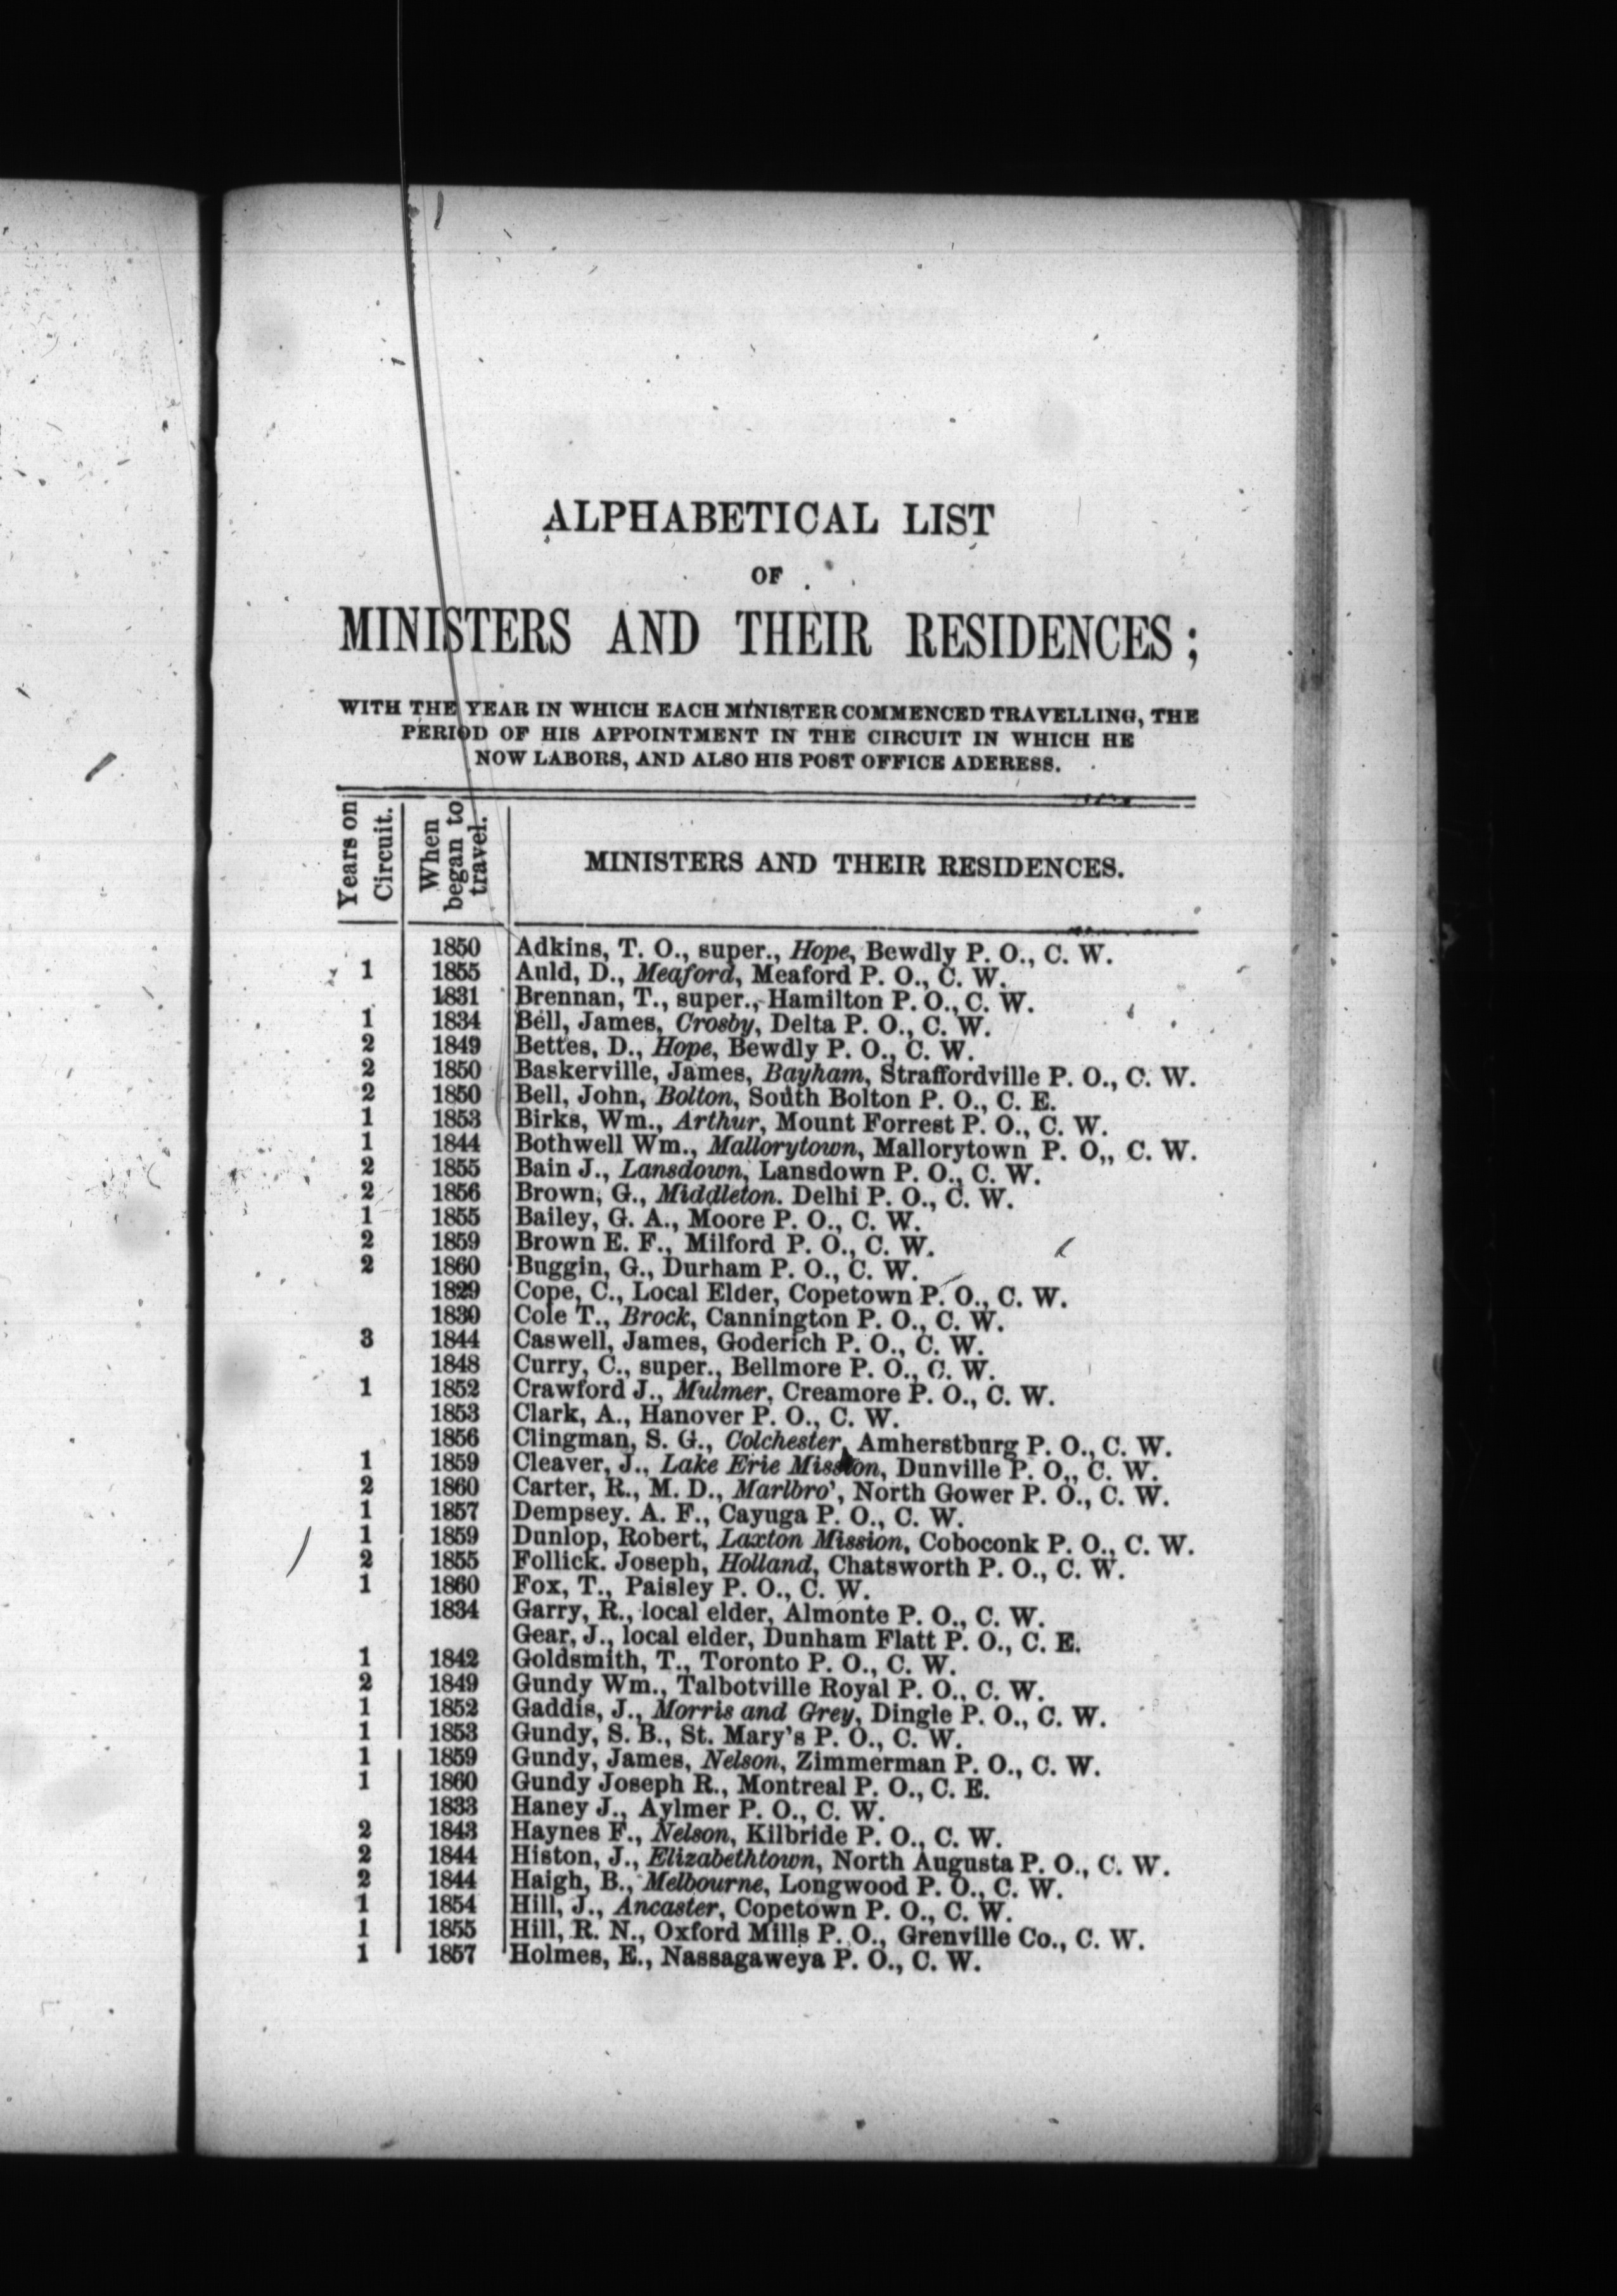 ALPHABETICAL LIST
OF
MINISTERS AND THEIR RESIDENCES;
WITH THE YEAR IN WHICH EACH MINISTER COMMENCED TRAVELLING, THE
PERIOD OF HIS APPOINTMENT IN THE CIRCUIT IN WHICH HE
NOW LABORS, AND ALSO HIS POST OFFICE ADERESS.
Years on Circuit. When began to travel. MINISTERS AND THEIR RESIDENCES.
1850 Adkins, T. O., super., Hope, Bewdly P. O., C. W.
1 1855 Auld, D., Meaford, Meaford P. O., C. W.
1831 Brennan, T., super., Hamilton P. O., C. W.
1 1834 Bell, James, Crosby, Delta P. O., C. W.
2 1849 Bettes, D., Hope, Bewdly P. O., C. W.
2 1850 Baskerville, James, Bayham, Straffordville P. O., C. W.
2 1850 Bell, John, Bolton, South Bolton P. O., C. E.
1 1853 Birks, Wm., Arthur, Mount Forrest P. O., C. W.
1 1844 Bothwell Wm., Mallorytown, Mallorytown P. O,, C. W.
2 1855 Bain J., Lansdown, Lansdown P. O., C. W.
2 1856 Brown, G., Middleton. Delhi P. O., C. W.
1 1855 Bailey, G. A., Moore P. O., C. W.
2 1859 Brown E. F., Milford P. O., C. W.
2 1860 Buggin, G., Durham P. O., C. W.
1829 Cope, C., Local Elder, Copetown P. O., C. W.
1830 Cole T., Brock, Cannington P. O., C. W.
3 1844 Caswell, James, Goderich P. O., C. W.
1848 Curry, C., super., Bellmore P. O., C. W.
1 1852 Crawford J., Mulmer, Creamore P. O., C. W.
1853 Clark, A., Hanover P. O., C. W.
1856 Clingman, S. G., Colchester, Amherstburg P. O., C. W.
1 1859 Cleaver, J., Lake Erie Mission, Dunville P. O., C. W.
2 1860 Carter, R., M. D., Marlbro', North Gower P. O., C. W.
1 1857 Dempsey. A. F., Cayuga P. O., C. W.
1 1859 Dunlop, Robert, Laxton Mission, Coboconk P. O., C. W.
2 1855 Follick. Joseph, Holland, Chatsworth P. O., C. W.
1 1860 Fox, T., Paisley P. O., C. W.
1834 Garry, R., local elder, Almonte P. O., C. W.
Gear, J., local elder, Dunham Flatt P. O., C. E.
1 1842 Goldsmith, T., Toronto P. O., C. W.
2 1849 Gundy Wm., Talbotville Royal P. O., C. W.
1 1852 Gaddis, J., Morris and Grey, Dingle P. O., C. W.
1 1853 Gundy, S. B., St. Mary's P. O., C. W.
1 1859 Gundy, James, Nelson, Zimmerman P. O., C. W.
1 1860 Gundy Joseph R., Montreal P. O., C. E.
1833 Haney J., Aylmer P. O., C. W.
2 1843 Haynes F., Nelson, Kilbride P. O., C. W.
2 1844 Histon, J., Elizabethtown, North Augusta P. O., C. W.
2 1844 Haigh, B., Melbourne, Longwood P. O., C. W.
1 1854 Hill, J., Ancaster, Copetown P. O., C. W.
1 1855 Hill, R. N., Oxford Mills P. O., Grenville Co., C. W.
1 1857 Holmes, E., Nassagaweya P. O., C. W.